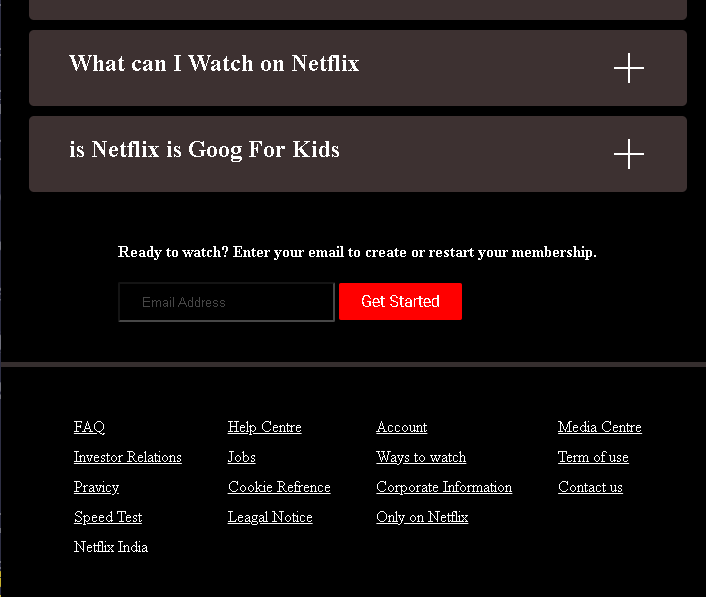 What can I Watch on Netflix
is Netflix is Goog For Kids
Ready to watch? Enter your email to create or restart your membership.
Email Address
Get Started
FAQ Help Centre Account Media Centre
Investor Relations Jobs Ways to watch Term of use
Pravicy Cookie Refrence Corporate Information Contact us
Speed Test Leagal Notice Only on Netflix
Netflix India